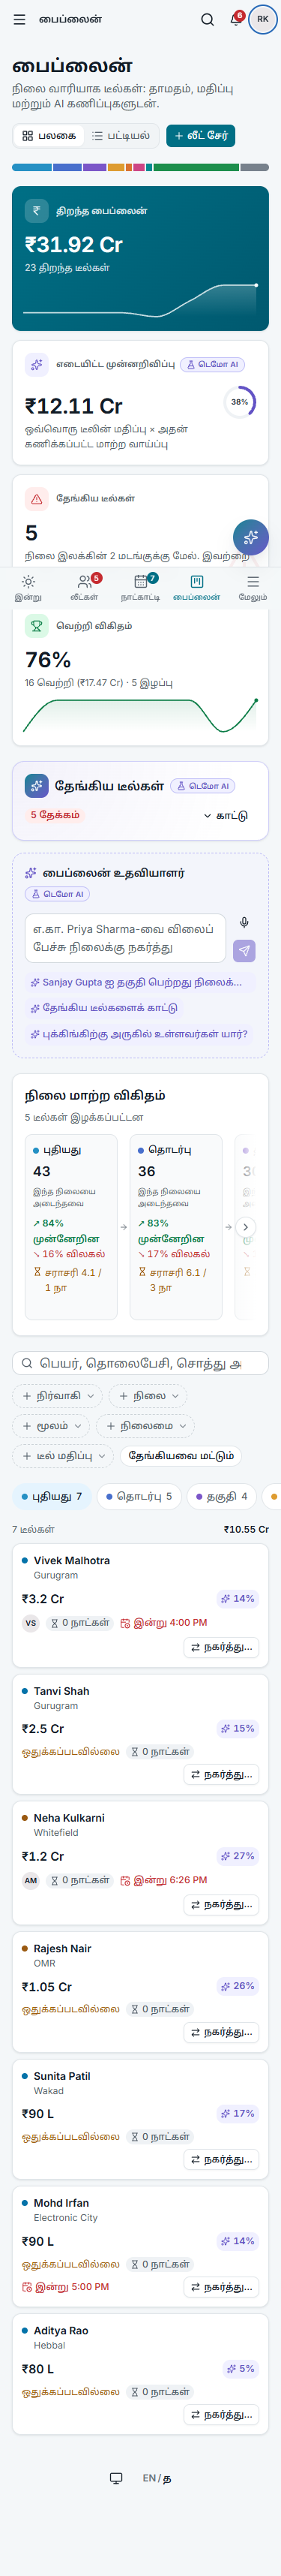 பைப்லைன்
6
RK
பைப்லைன்
நிலை வாரியாக டீல்கள்: தாமதம், மதிப்பு
மற்றும் AI கணிப்புகளுடன்.
பலகை
பட்டியல்
+ லீட் சேர்
திறந்த பைப்லைன்
₹31.92 Cr
23 திறந்த டீல்கள்
எடையிட்ட முன்னறிவிப்பு
டெமோ AI
₹12.11 Cr
38%
ஒவ்வொரு டீலின் மதிப்பு × அதன்
கணிக்கப்பட்ட மாற்ற வாய்ப்பு
தேங்கிய டீல்கள்
5
நிலை இலக்கின் 2 மடங்குக்கு மேல். இவற்றை
இன்று
5
லீட்கள்
7
நாட்காட்டி
பைப்லைன்
மேலும்
வெற்றி விகிதம்
76%
16 வெற்றி (₹17.47 Cr) · 5 இழப்பு
தேங்கிய டீல்கள்
டெமோ AI
5 தேக்கம்
காட்டு
பைப்லைன் உதவியாளர்
டெமோ AI
எ.கா. Priya Sharma-வை விலைப்
பேச்சு நிலைக்கு நகர்த்து
Sanjay Gupta ஐ தகுதி பெற்றது நிலைக்...
தேங்கிய டீல்களைக் காட்டு
புக்கிங்கிற்கு அருகில் உள்ளவர்கள் யார்?
நிலை மாற்ற விகிதம்
5 டீல்கள் இழக்கப்பட்டன
புதியது
43
இந்த நிலையை
அடைந்தவை
↗ 84%
முன்னேறின
↘ 16% விலகல்
சராசரி 4.1 /
1 நா
தொடர்பு
36
இந்த நிலையை
அடைந்தவை
↗ 83%
முன்னேறின
↘ 17% விலகல்
சராசரி 6.1 /
3 நா
பெயர், தொலைபேசி, சொத்து அ
+ நிர்வாகி
+ நிலை
+ மூலம்
+ நிலைமை
+ டீல் மதிப்பு
தேங்கியவை மட்டும்
புதியது 7
தொடர்பு 5
தகுதி 4
7 டீல்கள்
₹10.55 Cr
Vivek Malhotra
Gurugram
₹3.2 Cr
14%
VS
0 நாட்கள்
இன்று 4:00 PM
நகர்த்து...
Tanvi Shah
Gurugram
₹2.5 Cr
15%
ஒதுக்கப்படவில்லை
0 நாட்கள்
நகர்த்து...
Neha Kulkarni
Whitefield
₹1.2 Cr
27%
AM
0 நாட்கள்
இன்று 6:26 PM
நகர்த்து...
Rajesh Nair
OMR
₹1.05 Cr
26%
ஒதுக்கப்படவில்லை
0 நாட்கள்
நகர்த்து...
Sunita Patil
Wakad
₹90 L
17%
ஒதுக்கப்படவில்லை
0 நாட்கள்
நகர்த்து...
Mohd Irfan
Electronic City
₹90 L
14%
ஒதுக்கப்படவில்லை
0 நாட்கள்
இன்று 5:00 PM
நகர்த்து...
Aditya Rao
Hebbal
₹80 L
5%
ஒதுக்கப்படவில்லை
0 நாட்கள்
நகர்த்து...
EN / த